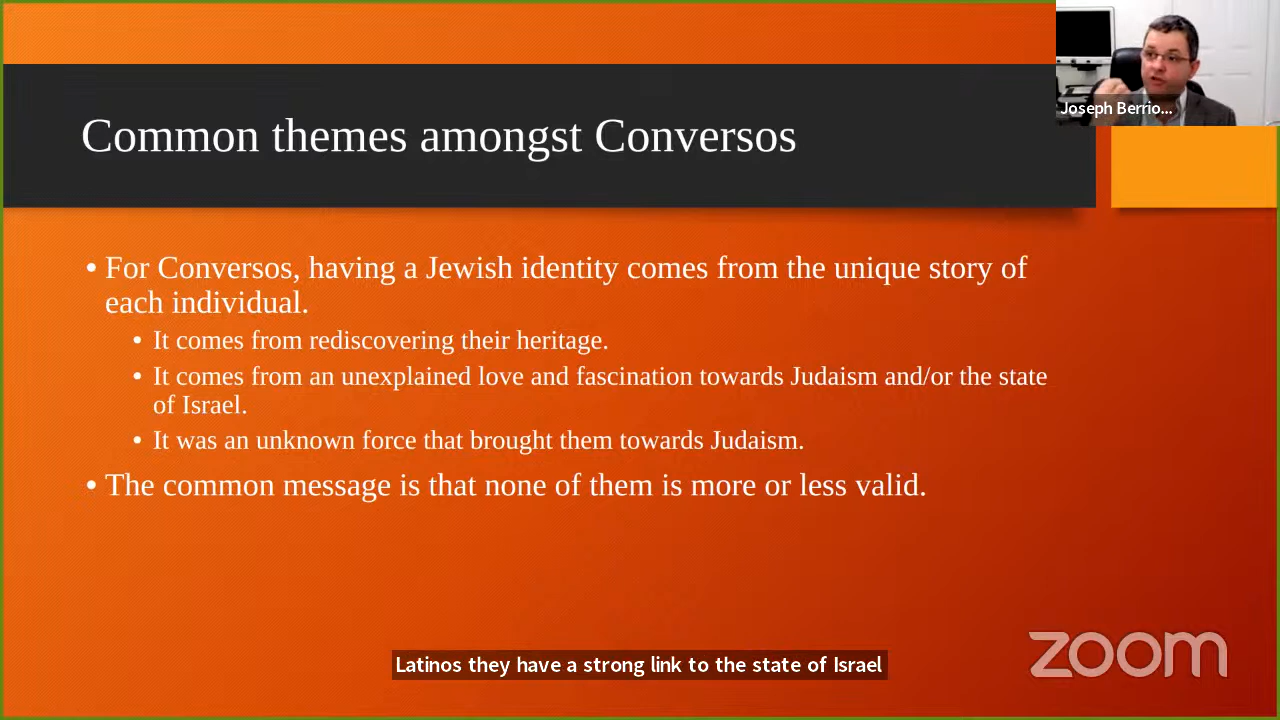 Joseph Berrio...
Common themes amongst Conversos
• For Conversos, having a Jewish identity comes from the unique story of
each individual.
• It comes from rediscovering their heritage.
• It comes from an unexplained love and fascination towards Judaism and/or the state
of Israel.
• It was an unknown force that brought them towards Judaism.
• The common message is that none of them is more or less valid.
Latinos they have a strong link to the state of Israel
zoom